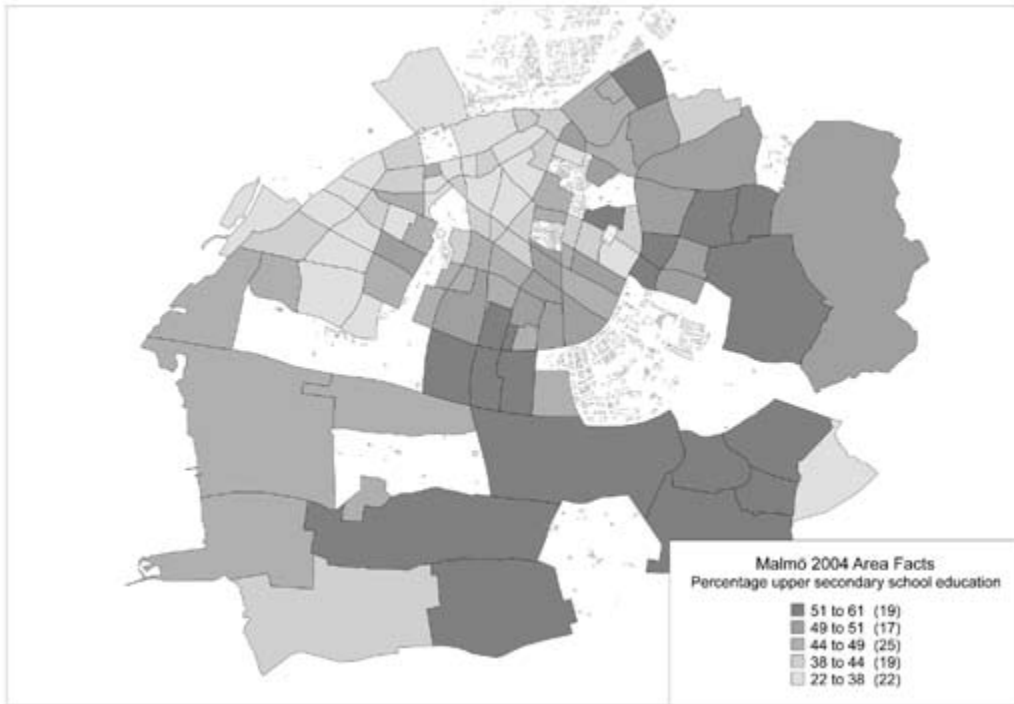 Malmö 2004 Area Facts
Percentage upper secondary school education
51 to 61 (19)
49 to 51 (17)
44 to 49 (25)
38 to 44 (19)
22 to 38 (22)